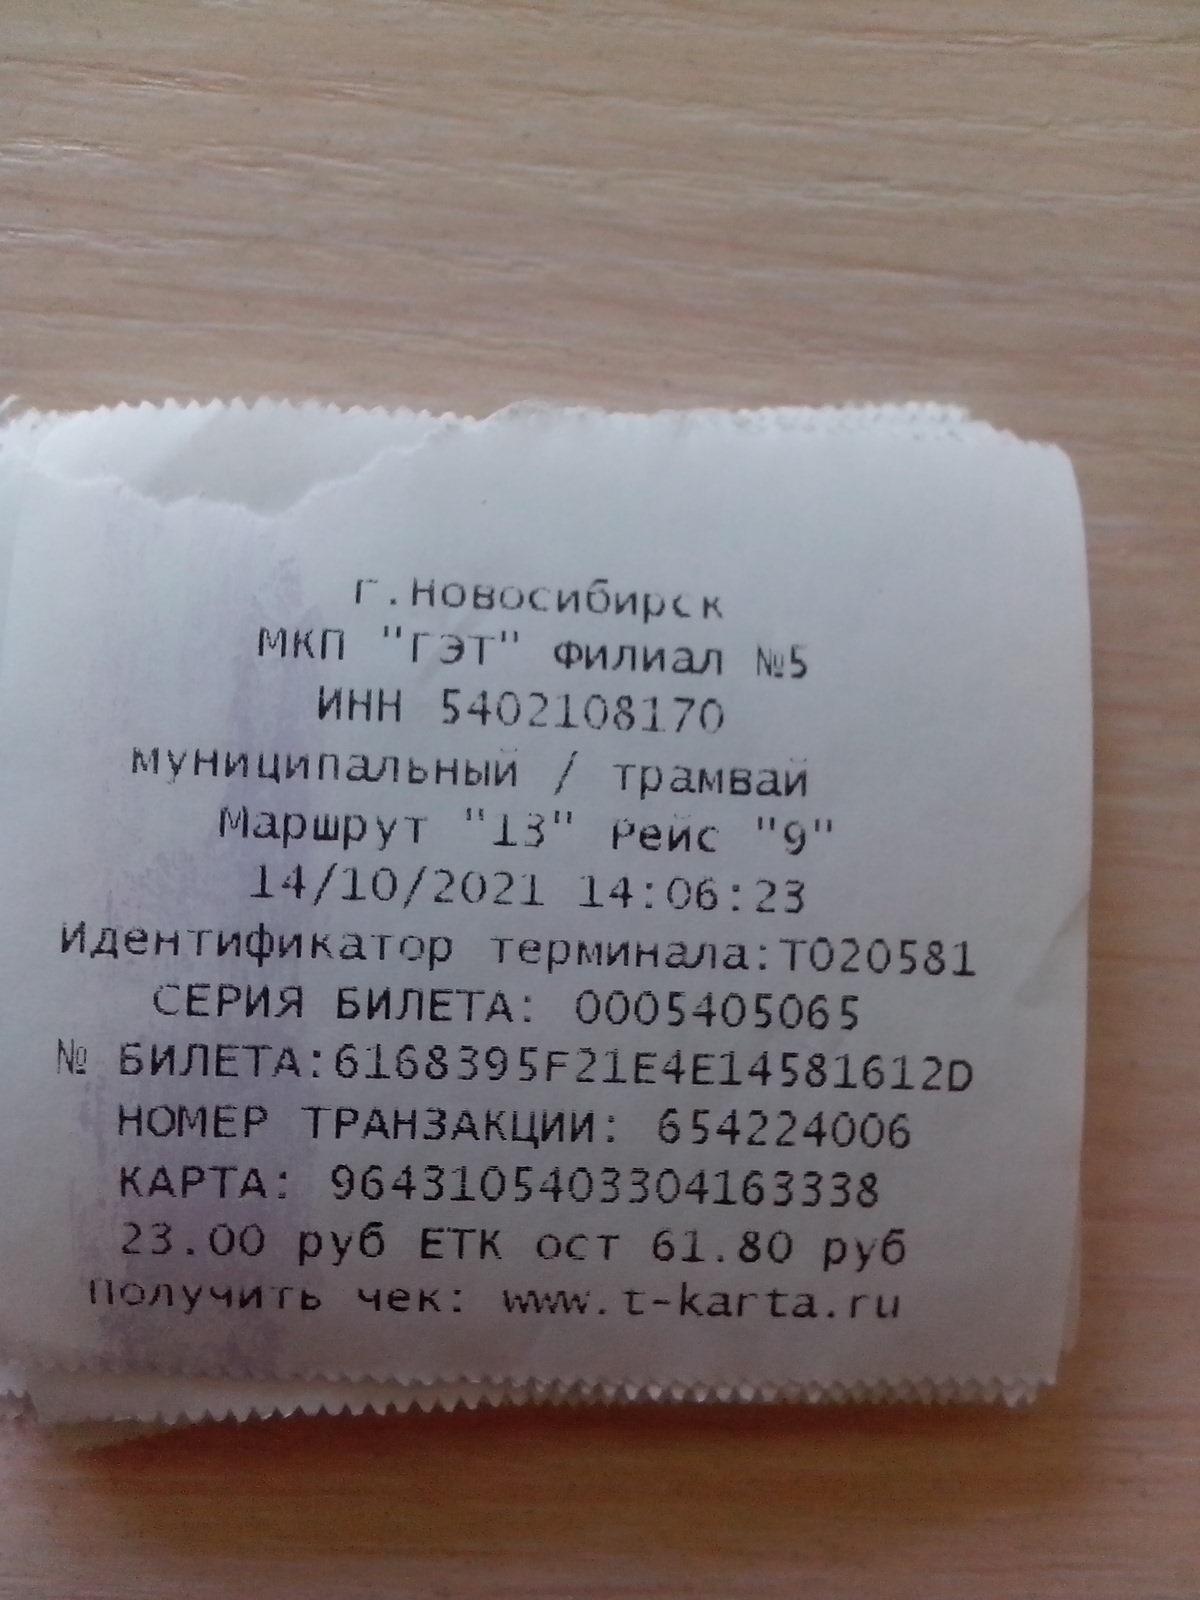 г.Новосибирск
МКП "ГЭТ" Филиал №5
ИНН 5402108170
муниципальный / трамвай
Маршрут "13" Рейс "9"
14/10/2021 14:06:23
Идентификатор терминала:Т020581
СЕРИЯ БИЛЕТА: 0005405065
№ БИЛЕТА:6168395F21E4E14581612D
НОМЕР ТРАНЗАКЦИИ: 654224006
КАРТА: 9643105403304163338
23.00 руб ЕТК ост 61.80 руб
Получить чек: www.t-karta.ru